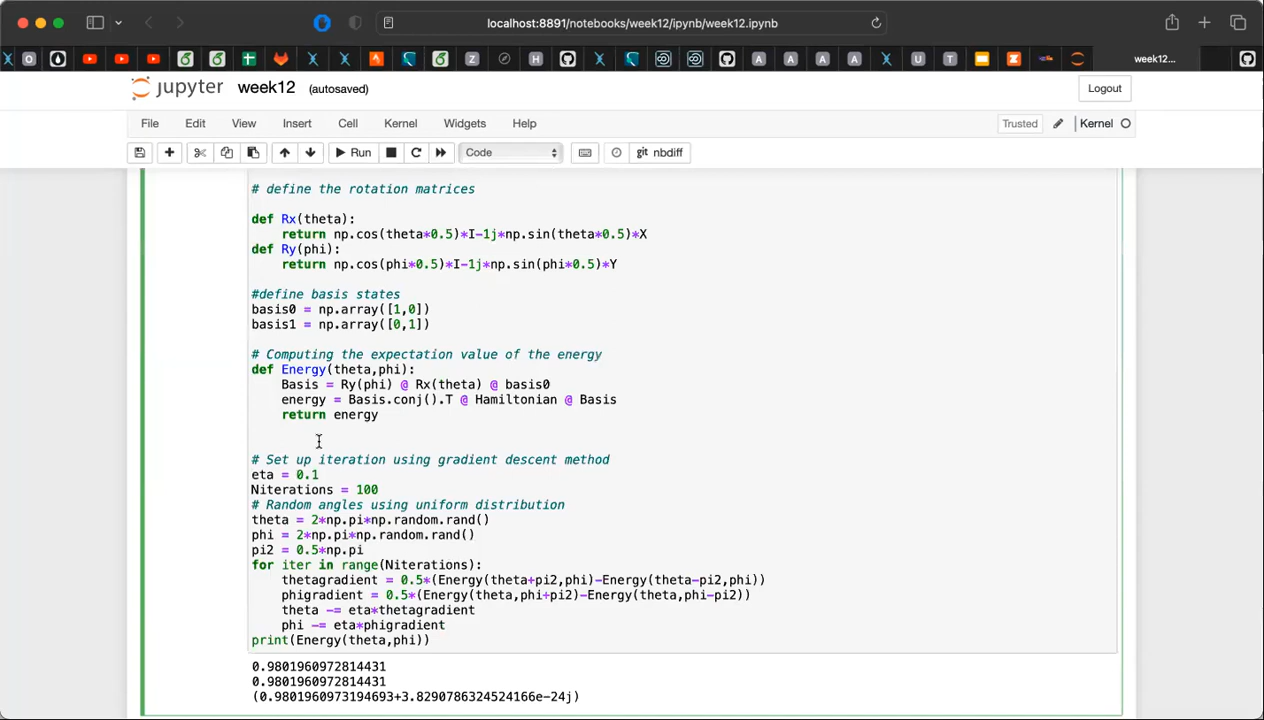 localhost:8891/notebooks/week12/ipynb/week12.ipynb
week12...
jupyter week12 (autosaved)
Logout
File Edit View Insert Cell Kernel Widgets Help
Trusted Kernel
Run Code nbdiff
# define the rotation matrices
def Rx(theta):
    return np.cos(theta*0.5)*I-1j*np.sin(theta*0.5)*X
def Ry(phi):
    return np.cos(phi*0.5)*I-1j*np.sin(phi*0.5)*Y
#define basis states
basis0 = np.array([1,0])
basis1 = np.array([0,1])
# Computing the expectation value of the energy
def Energy(theta,phi):
    Basis = Ry(phi) @ Rx(theta) @ basis0
    energy = Basis.conj().T @ Hamiltonian @ Basis
    return energy
# Set up iteration using gradient descent method
eta = 0.1
Niterations = 100
# Random angles using uniform distribution
theta = 2*np.pi*np.random.rand()
phi = 2*np.pi*np.random.rand()
pi2 = 0.5*np.pi
for iter in range(Niterations):
    thetagradient = 0.5*(Energy(theta+pi2,phi)-Energy(theta-pi2,phi))
    phigradient = 0.5*(Energy(theta,phi+pi2)-Energy(theta,phi-pi2))
    theta -= eta*thetagradient
    phi -= eta*phigradient
print(Energy(theta,phi))
0.9801960972814431
0.9801960972814431
(0.9801960973194693+3.8290786324524166e-24j)